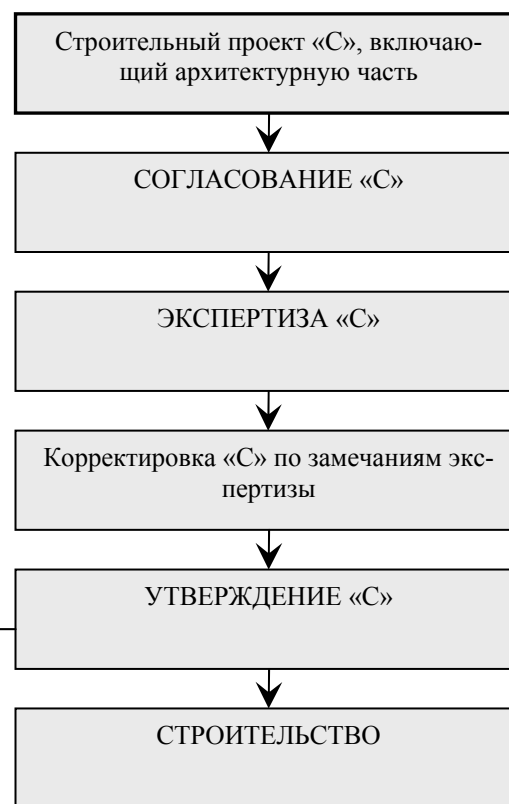 Строительный проект «С», включаю-
щий архитектурную часть
СОГЛАСОВАНИЕ «С»
ЭКСПЕРТИЗА «С»
Корректировка «С» по замечаниям экс-
пертизы
УТВЕРЖДЕНИЕ «С»
СТРОИТЕЛЬСТВО